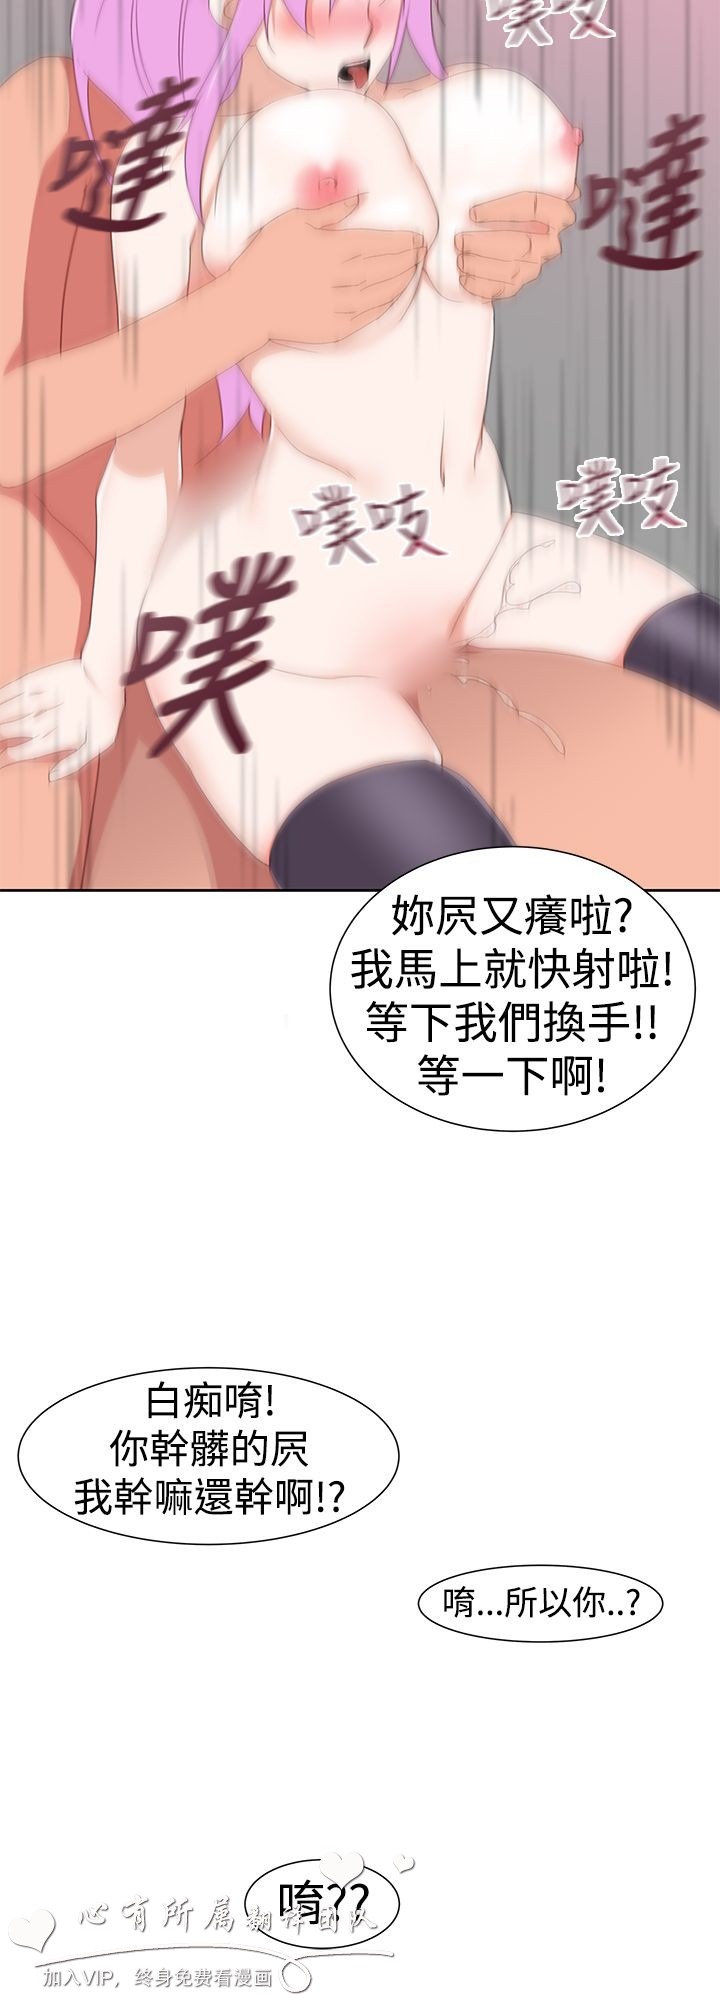 噗吱
噠
噠
噗吱
噗吱
噗
妳屄又癢啦?
我馬上就快射啦!
等下我們換手!!
等一下啊!
白痴唷!
你幹髒的屄
我幹嘛還幹啊!?
唷...所以你..?
唷??
心有所属翻译团队
加入VIP，终身免费看漫画